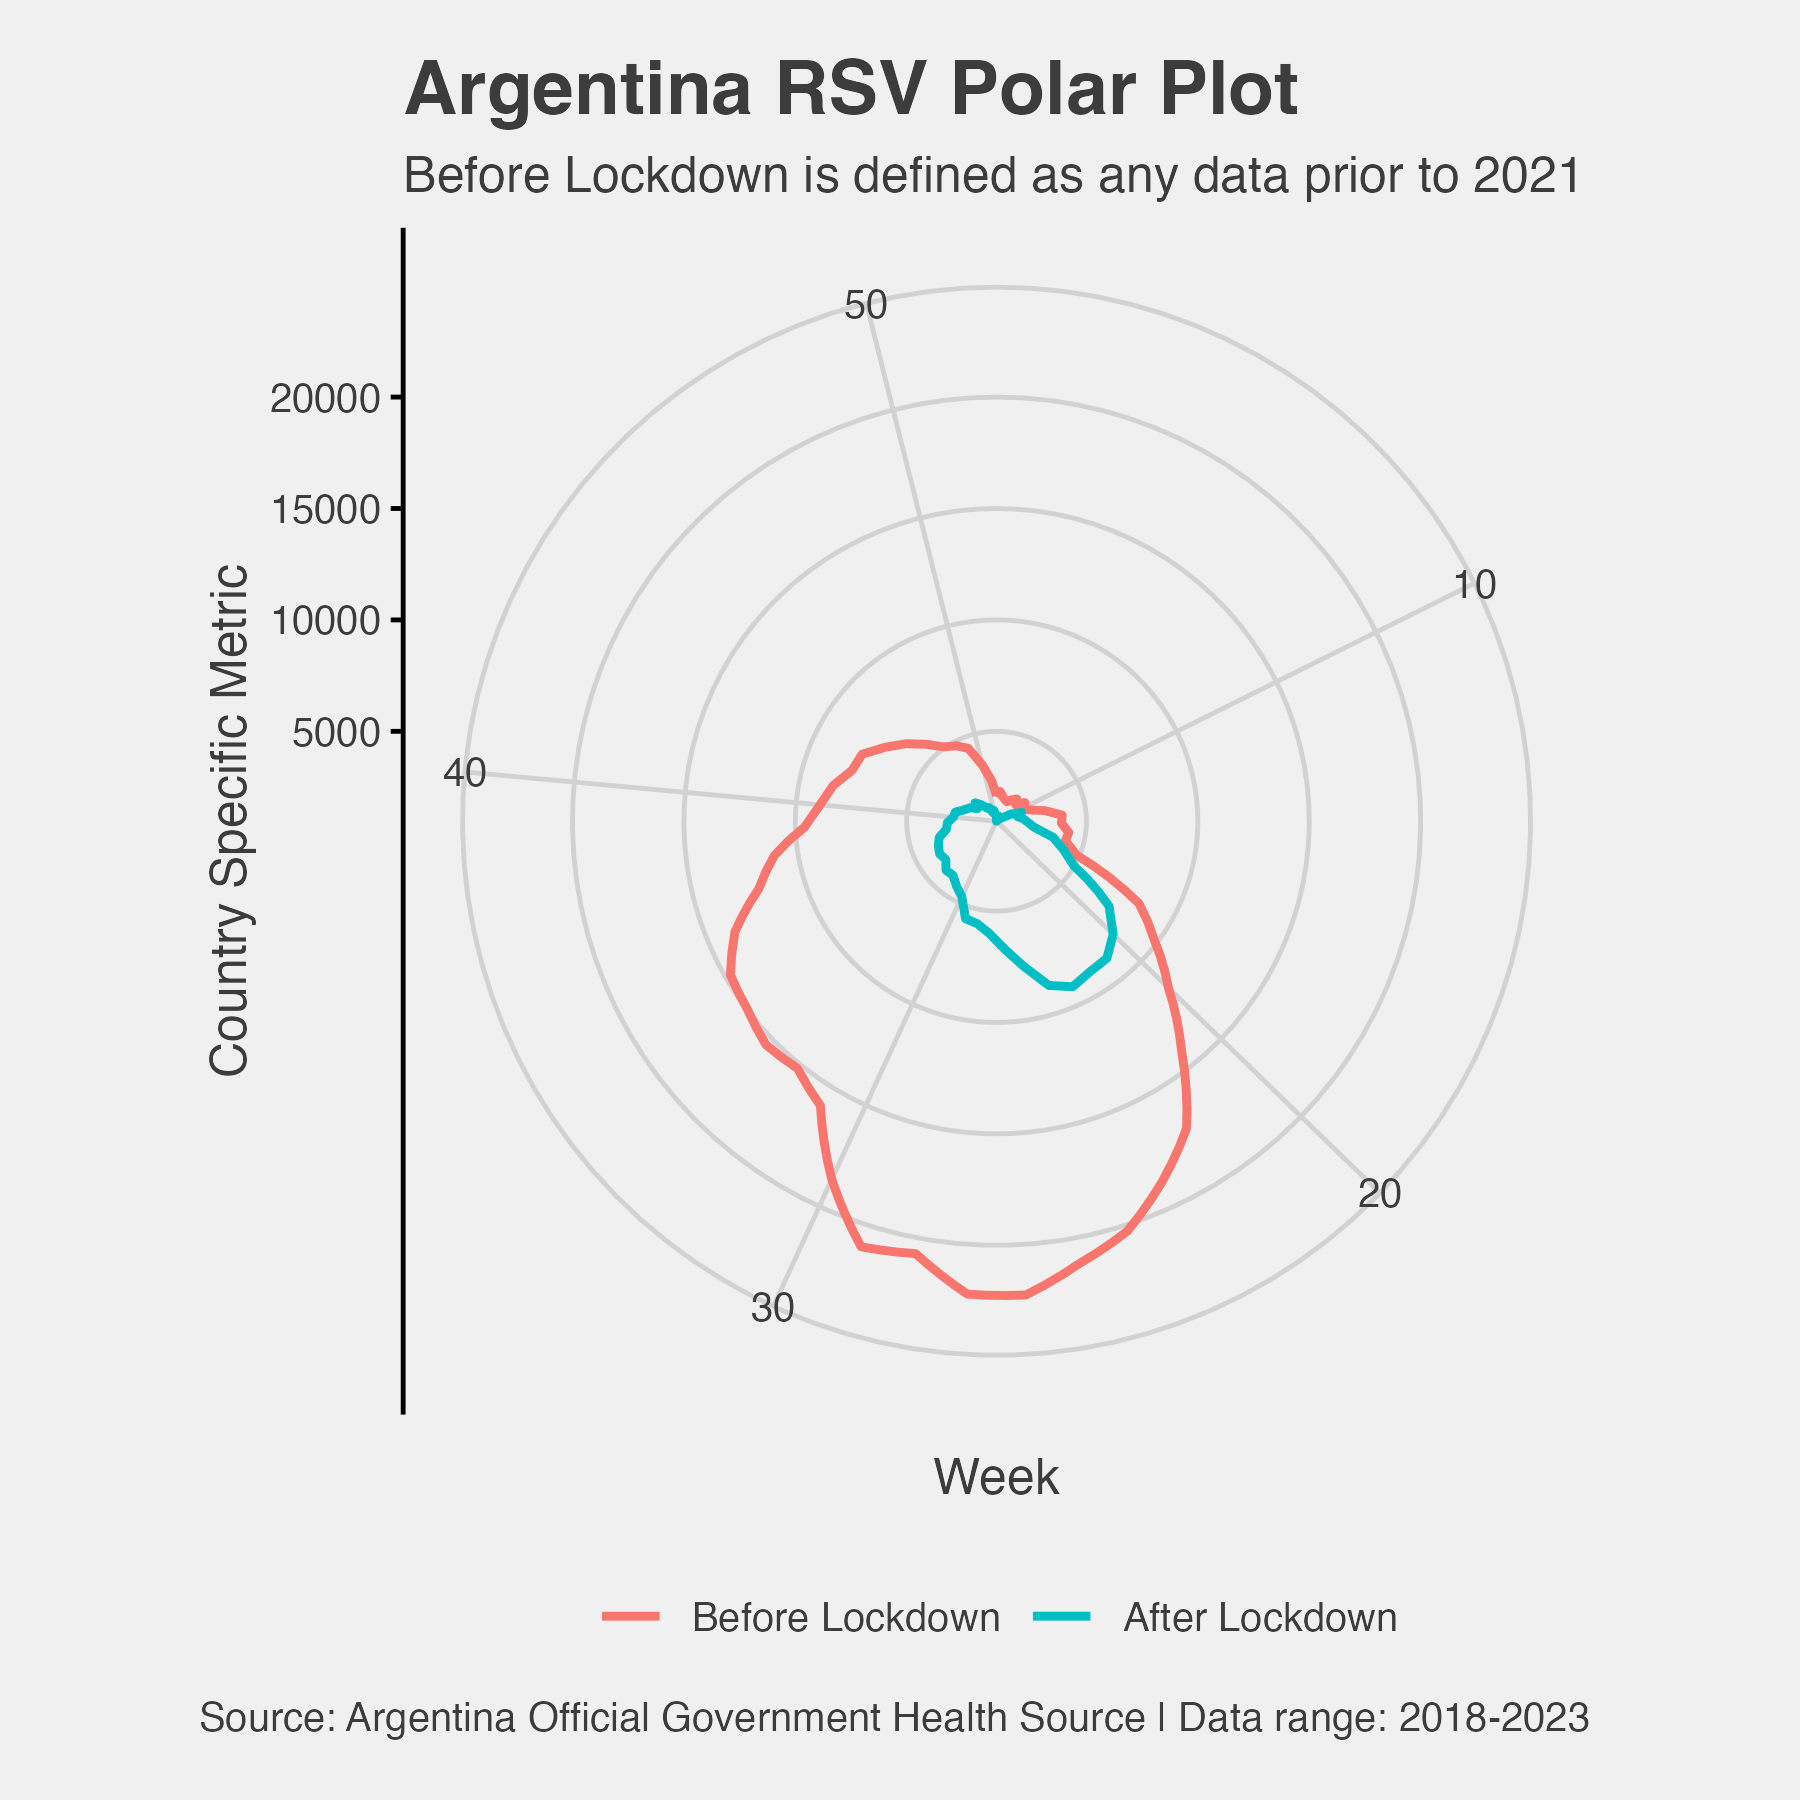 Argentina RSV Polar Plot
Before Lockdown is defined as any data prior to 2021
50
20000
15000
10000
5000
10
40
20
30
Country Specific Metric
Week
Before Lockdown
After Lockdown
Source: Argentina Official Government Health Source | Data range: 2018-2023